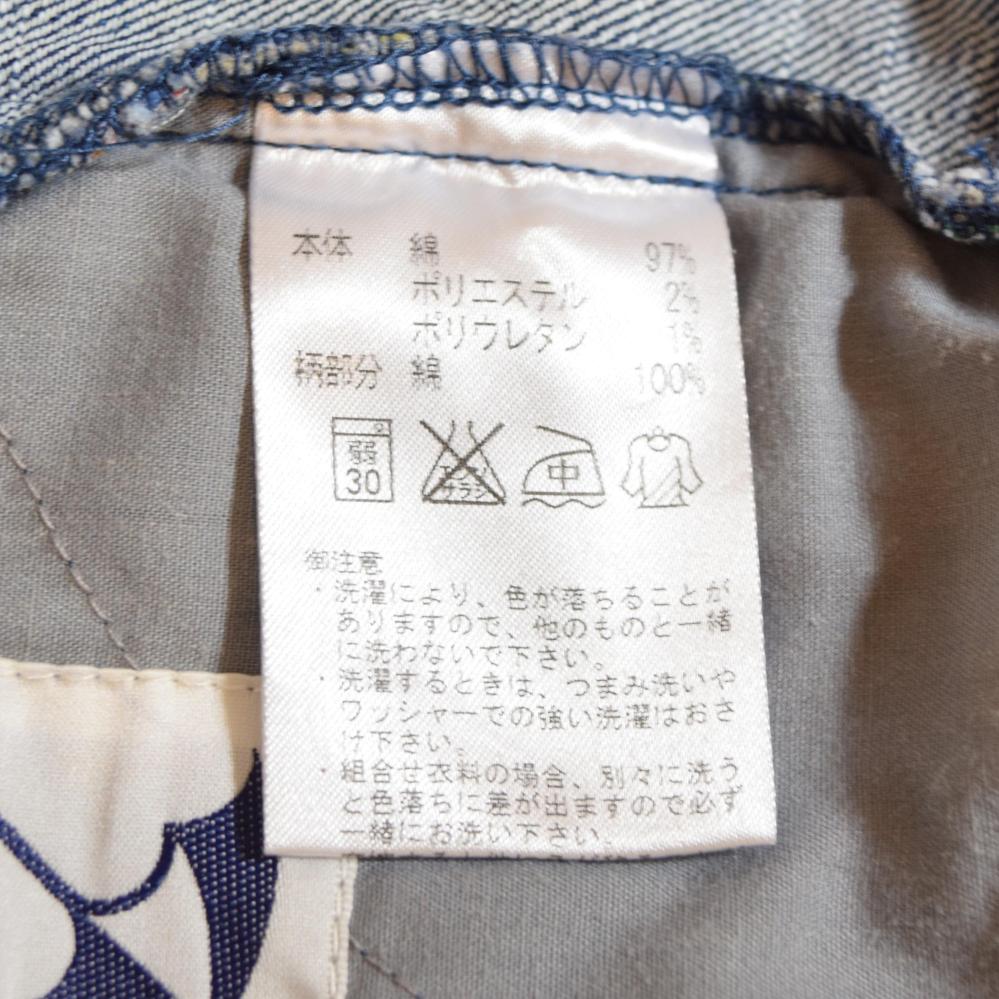 本体 綿 97%
ポリエステル 2%
ポリウレタン 1%
柄部分 綿 100%
弱 中
30 サラシ
御注意
・洗濯により、色が落ちることが
ありますので、他のものと一緒
に洗わないで下さい。
・洗濯するときは、つまみ洗いや
ワッシャーでの強い洗濯はおさ
け下さい。
・組合せ衣料の場合、別々に洗う
と色落ちに差が出ますので必ず
一緒にお洗い下さい。